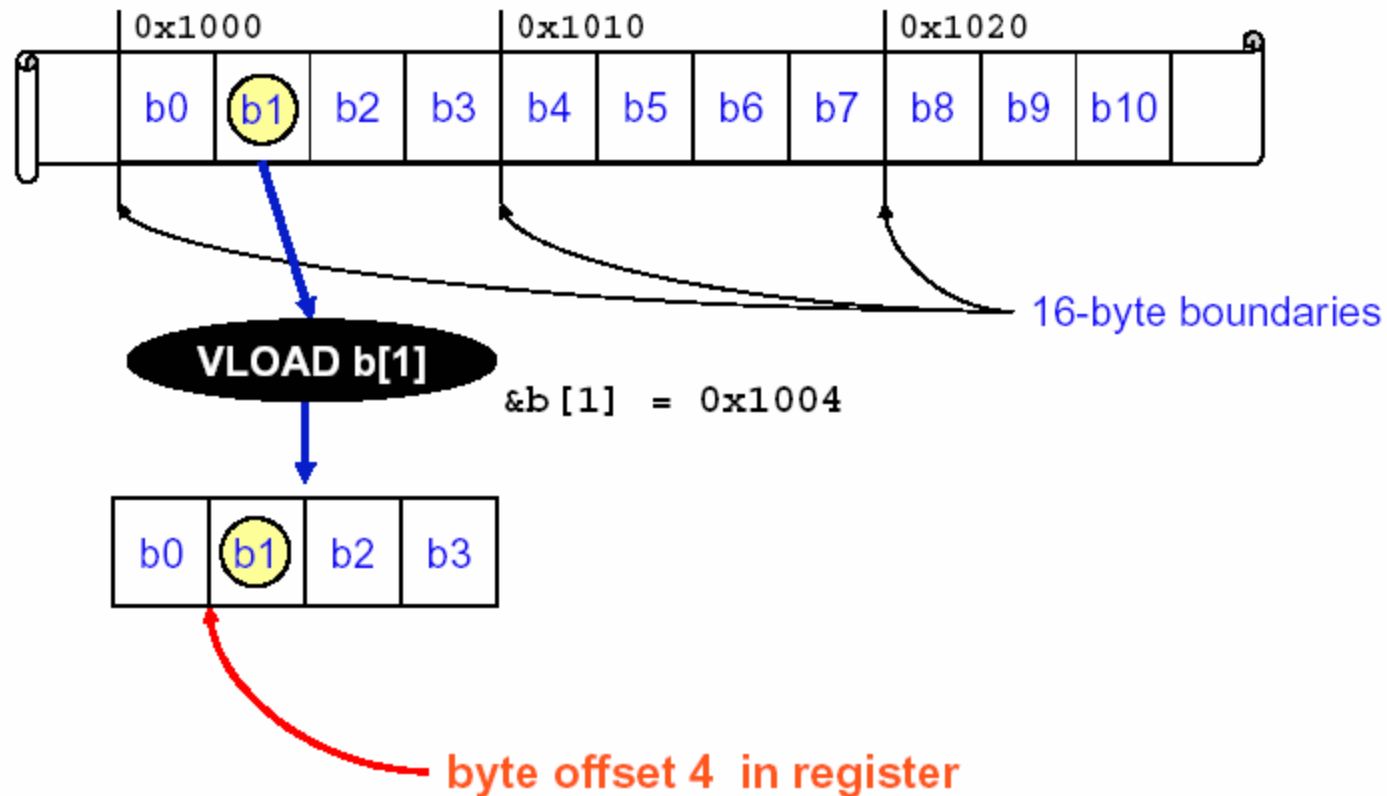 0x1000 0x1010 0x1020
b0 b1 b2 b3 b4 b5 b6 b7 b8 b9 b10
16-byte boundaries
VLOAD b[1]
&b[1] = 0x1004
b0 b1 b2 b3
byte offset 4 in register